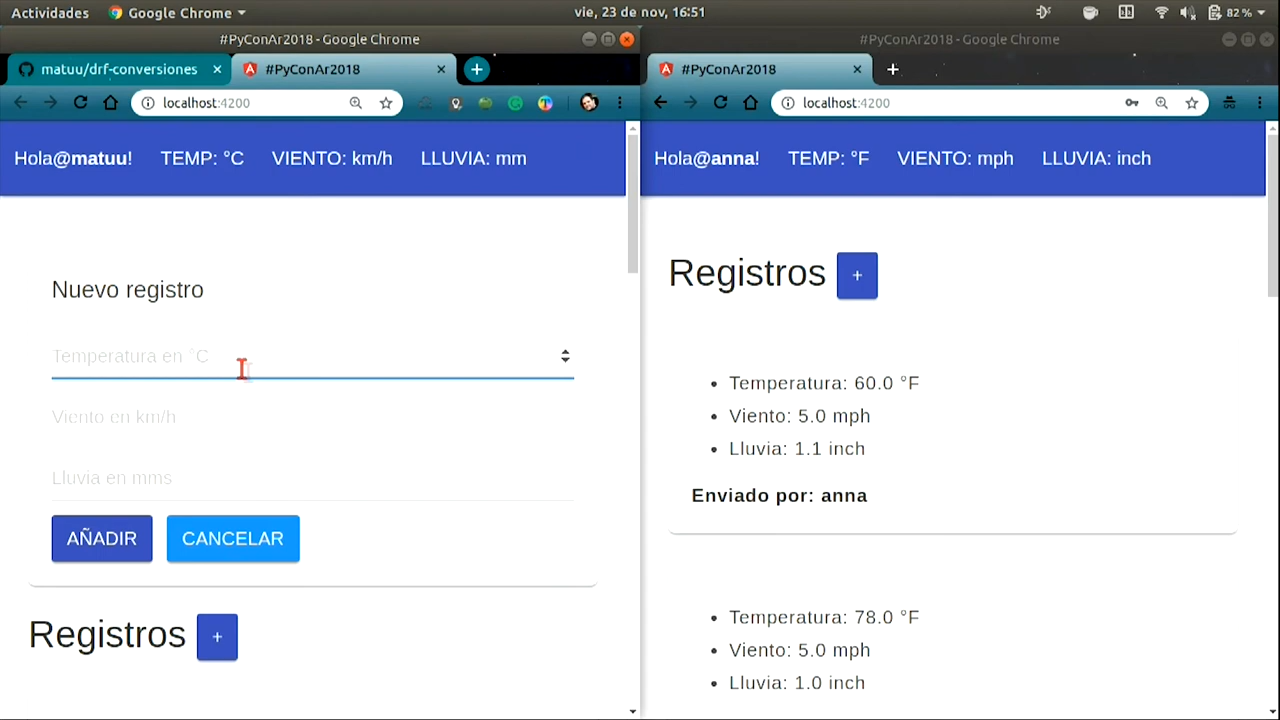 Actividades Google Chrome vie, 23 de nov, 16:51 82 %
#PyConAr2018 - Google Chrome
matuu/drf-conversiones #PyConAr2018
localhost:4200
Hola@matuu! TEMP: °C VIENTO: km/h LLUVIA: mm
Nuevo registro
Temperatura en °C
Viento en km/h
Lluvia en mms
AÑADIR CANCELAR
Registros +
#PyConAr2018 - Google Chrome
#PyConAr2018
localhost:4200
Hola@anna! TEMP: °F VIENTO: mph LLUVIA: inch
Registros +
Temperatura: 60.0 °F
Viento: 5.0 mph
Lluvia: 1.1 inch
Enviado por: anna
Temperatura: 78.0 °F
Viento: 5.0 mph
Lluvia: 1.0 inch